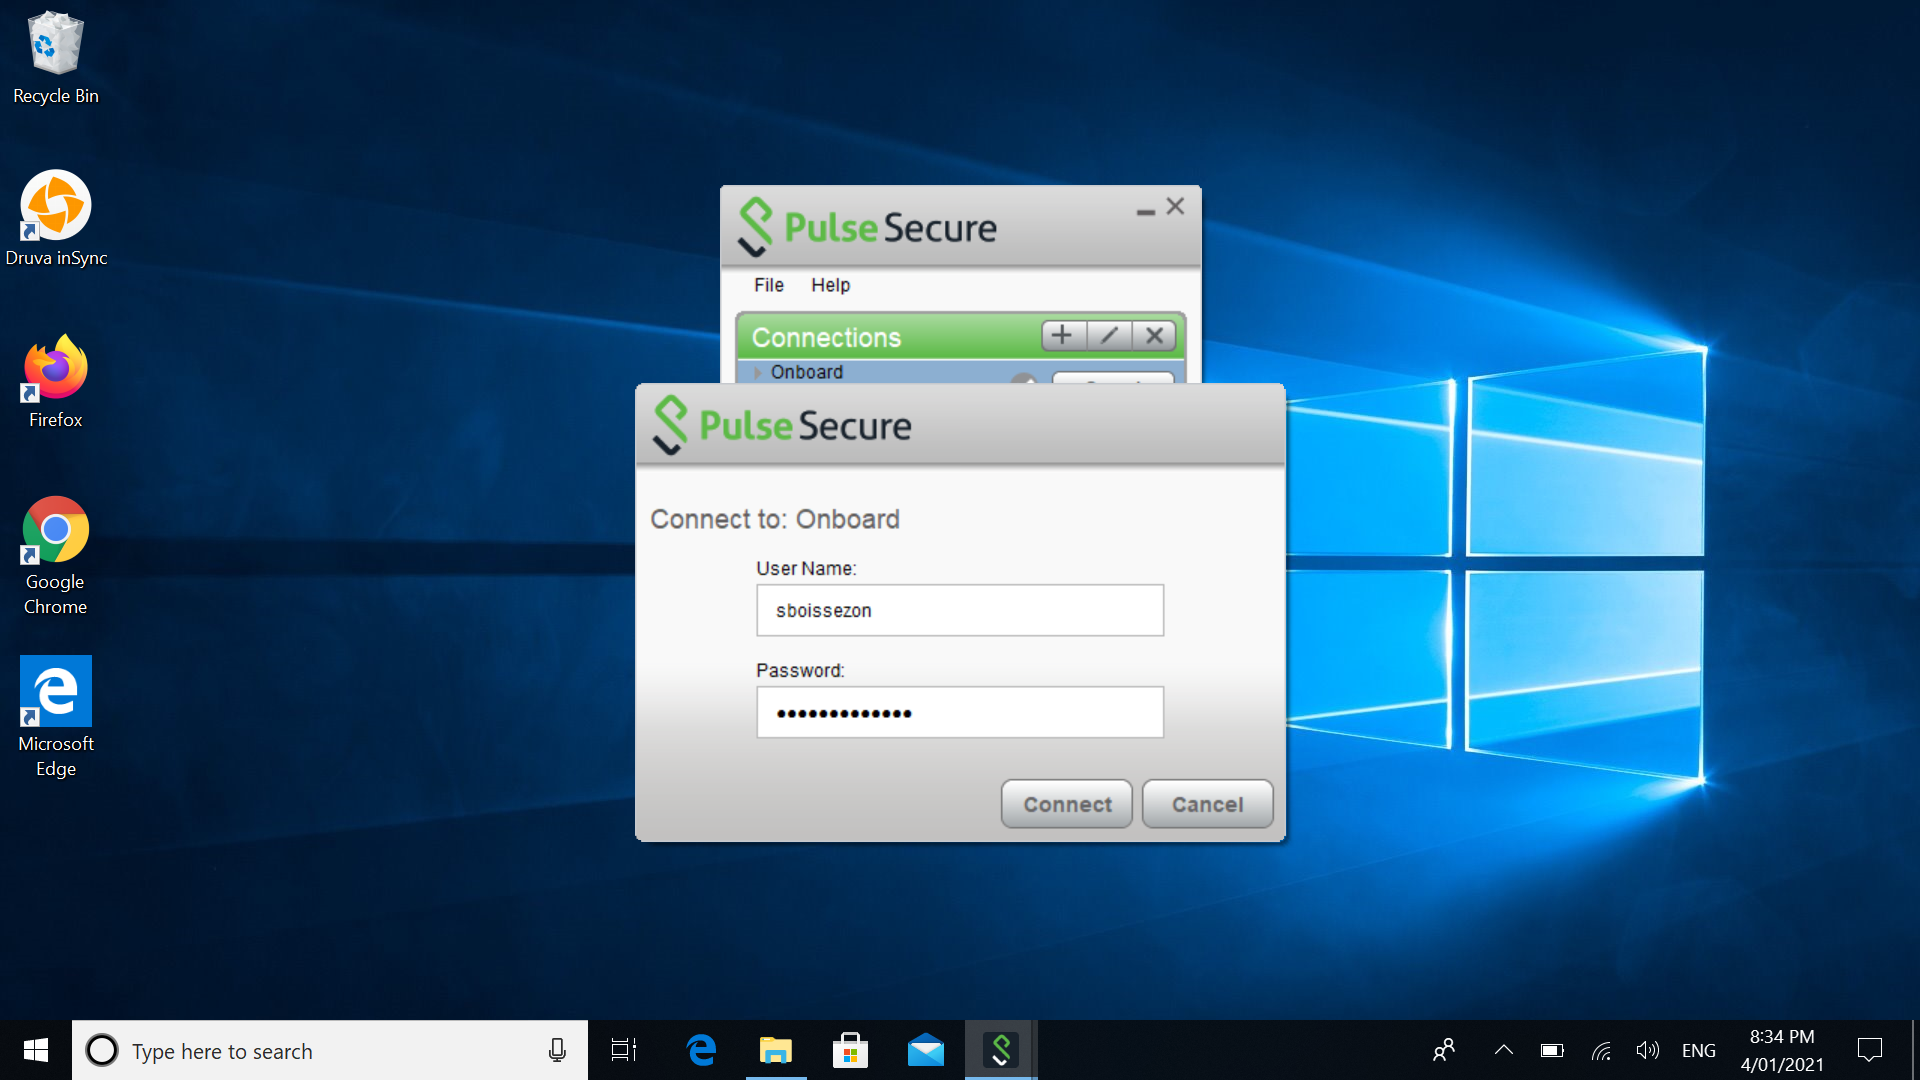 Recycle Bin
Druva inSync
Firefox
Google
Chrome
Microsoft
Edge
Pulse Secure
File Help
Connections
Onboard
Pulse Secure
Connect to: Onboard
User Name:
sboissezon
Password:
Connect Cancel
Type here to search
ENG
8:34 PM
4/01/2021